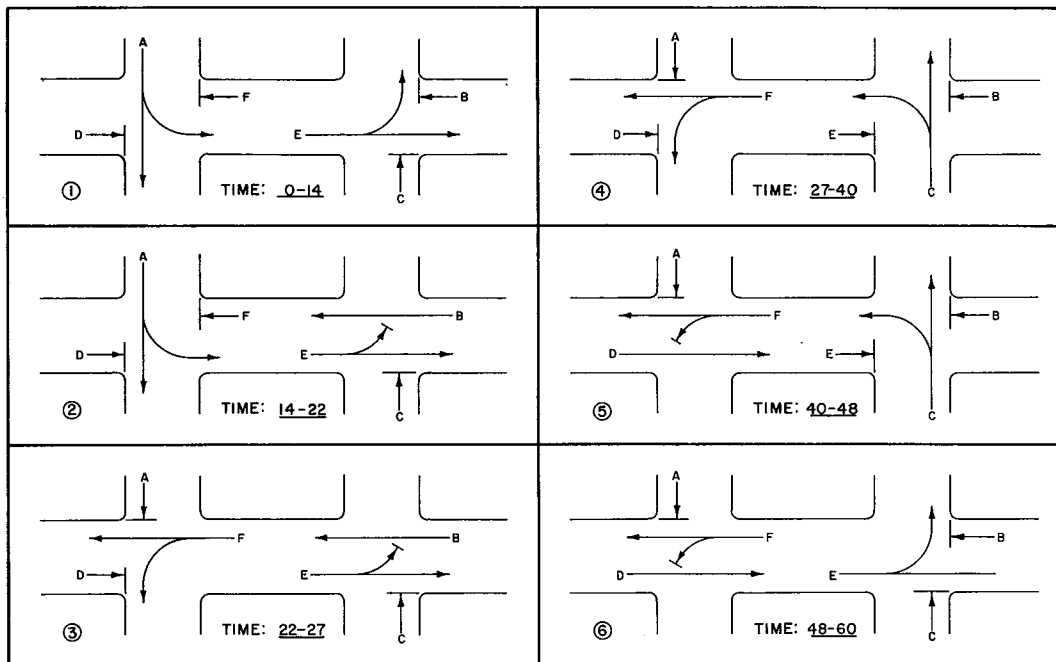 A
F
B
D
E
C
① TIME: 0-14
A
F
B
D
E
C
② TIME: 14-22
A
F
B
D
E
C
③ TIME: 22-27
A
F
B
D
E
C
④ TIME: 27-40
A
F
B
D
E
C
⑤ TIME: 40-48
A
F
B
D
E
C
⑥ TIME: 48-60